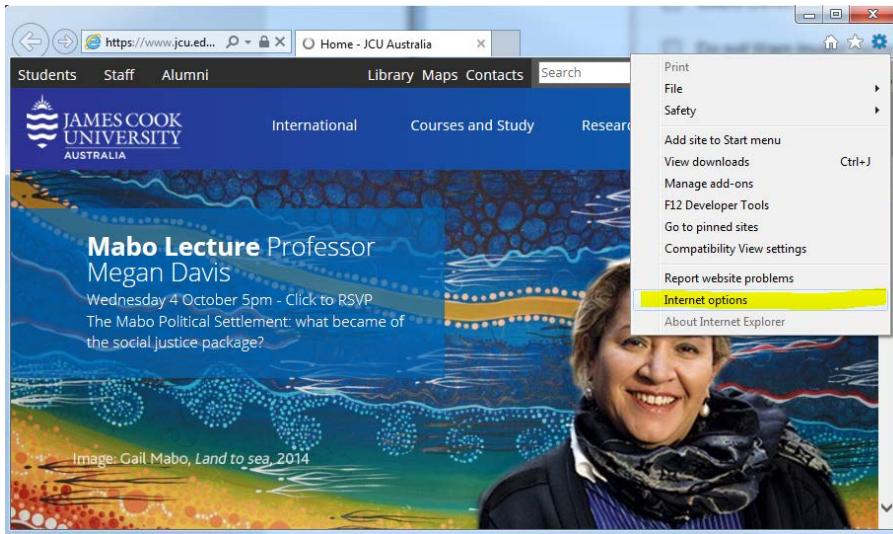 https://www.jcu.ed...
Home - JCU Australia
Students Staff Alumni Library Maps Contacts Search
JAMES COOK
UNIVERSITY
AUSTRALIA
International Courses and Study
Mabo Lecture Professor
Megan Davis
Wednesday 4 October 5pm - Click to RSVP
The Mabo Political Settlement: what became of
the social justice package?
Image: Gail Mabo, Land to sea, 2014
Print
File
Safety
Add site to Start menu
View downloads Ctrl+J
Manage add-ons
F12 Developer Tools
Go to pinned sites
Compatibility View settings
Report website problems
Internet options
About Internet Explorer